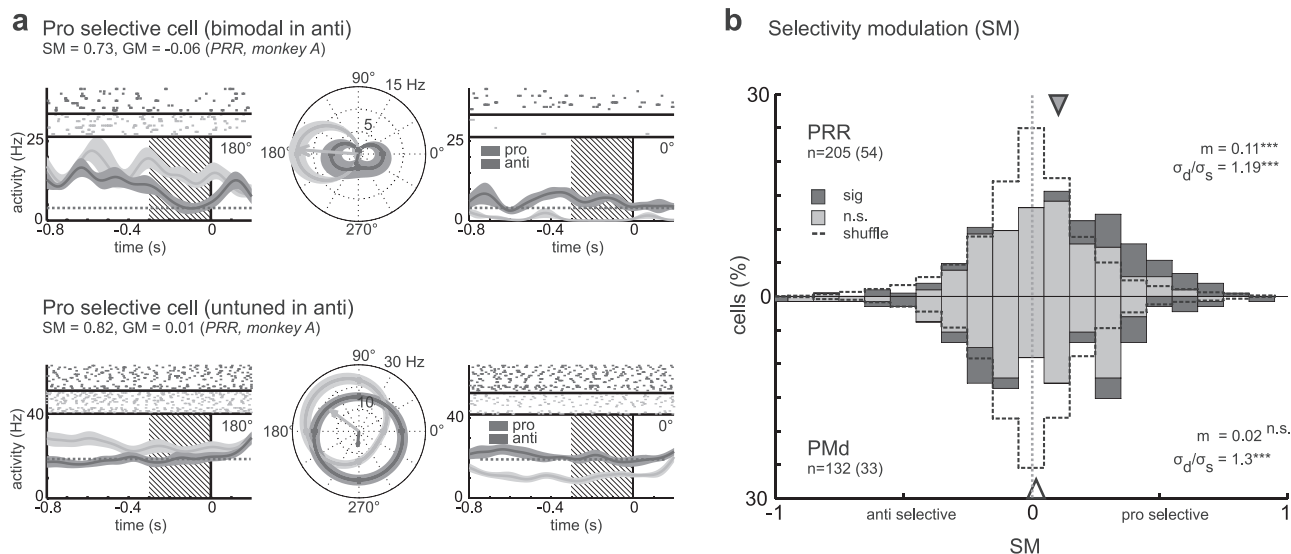 a
Pro selective cell (bimodal in anti)
SM = 0.73, GM = -0.06 (PRR, monkey A)
90° 15 Hz
5
25 180° 180° 0° 25 0°
pro
anti
activity (Hz)
0 0
-0.8 -0.4 0 270° -0.8 -0.4 0
time (s) time (s)
Pro selective cell (untuned in anti)
SM = 0.82, GM = 0.01 (PRR, monkey A)
90° 30 Hz
10
40 180° 180° 0° 40 0°
pro
anti
activity (Hz)
0 0
-0.8 -0.4 0 270° -0.8 -0.4 0
time (s) time (s)
b
Selectivity modulation (SM)
30
PRR
n=205 (54)
m = 0.11***
σd/σs = 1.19***
sig
n.s.
shuffle
cells (%)
0
PMd
n=132 (33)
m = 0.02 n.s.
σd/σs = 1.3***
30
-1 anti selective 0 pro selective 1
SM